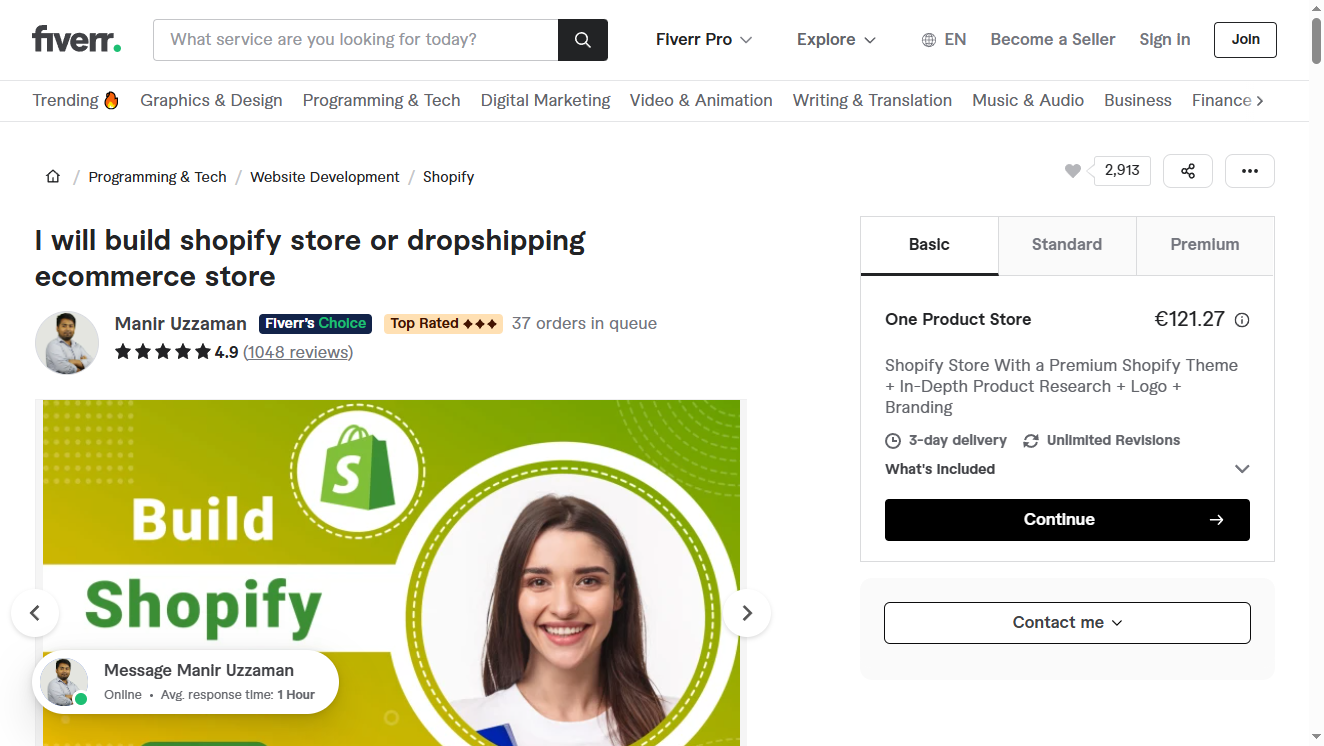 fiverr.
What service are you looking for today?
Fiverr Pro
Explore
EN
Become a Seller
Sign In
Join
Trending
Graphics & Design
Programming & Tech
Digital Marketing
Video & Animation
Writing & Translation
Music & Audio
Business
Finance
/ Programming & Tech / Website Development / Shopify
2,913
I will build shopify store or dropshipping
ecommerce store
Manir Uzzaman
Fiverr's Choice
Top Rated
37 orders in queue
4.9 (1048 reviews)
Build
Shopify
S
Message Manir Uzzaman
Online • Avg. response time: 1 Hour
Basic
Standard
Premium
One Product Store
€121.27
Shopify Store With a Premium Shopify Theme
+ In-Depth Product Research + Logo +
Branding
3-day delivery
Unlimited Revisions
What's Included
Continue
Contact me